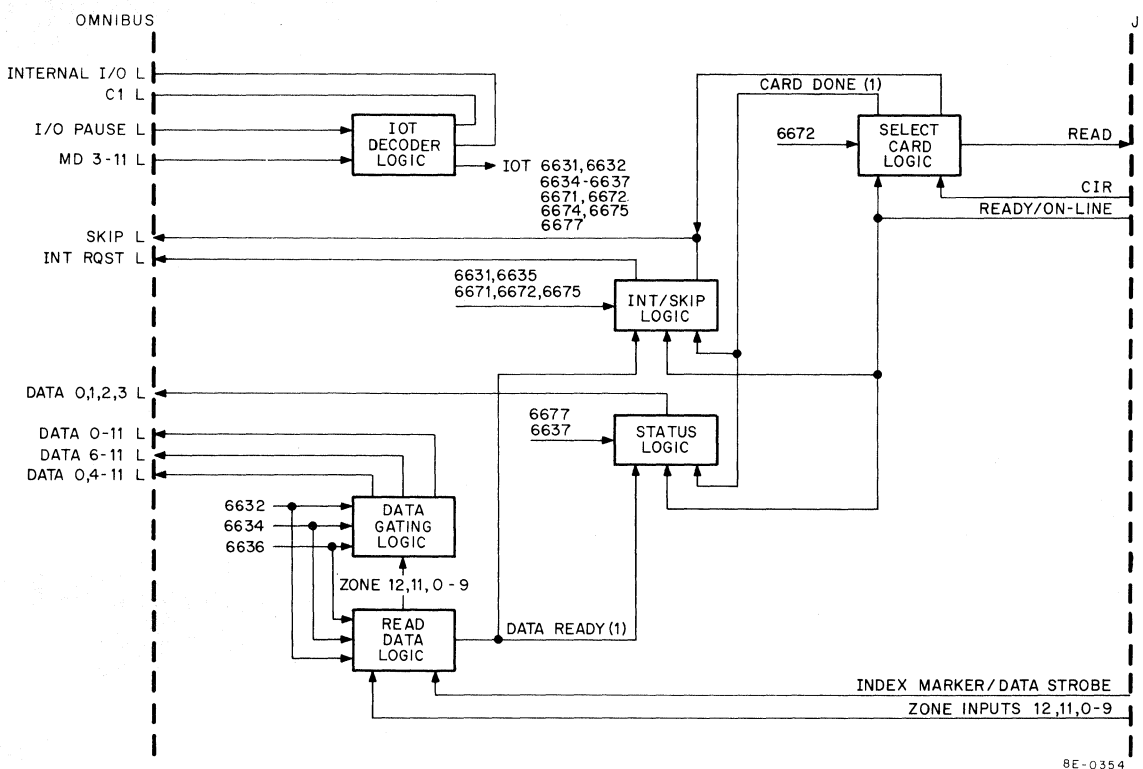 OMNIBUS
J
INTERNAL I/O L
C1 L
I/O PAUSE L
MD 3-11 L
IOT
DECODER
LOGIC
IOT 6631,6632
6634-6637
6671,6672
6674,6675
6677
CARD DONE (1)
6672
SELECT
CARD
LOGIC
READ
CIR
READY/ON-LINE
SKIP L
INT RQST L
6631,6635
6671,6672,6675
INT/SKIP
LOGIC
DATA 0,1,2,3 L
6677
6637
STATUS
LOGIC
DATA 0-11 L
DATA 6-11 L
DATA 0,4-11 L
6632
6634
6636
DATA
GATING
LOGIC
ZONE 12,11,0-9
READ
DATA
LOGIC
DATA READY(1)
INDEX MARKER/DATA STROBE
ZONE INPUTS 12,11,0-9
8E-0354